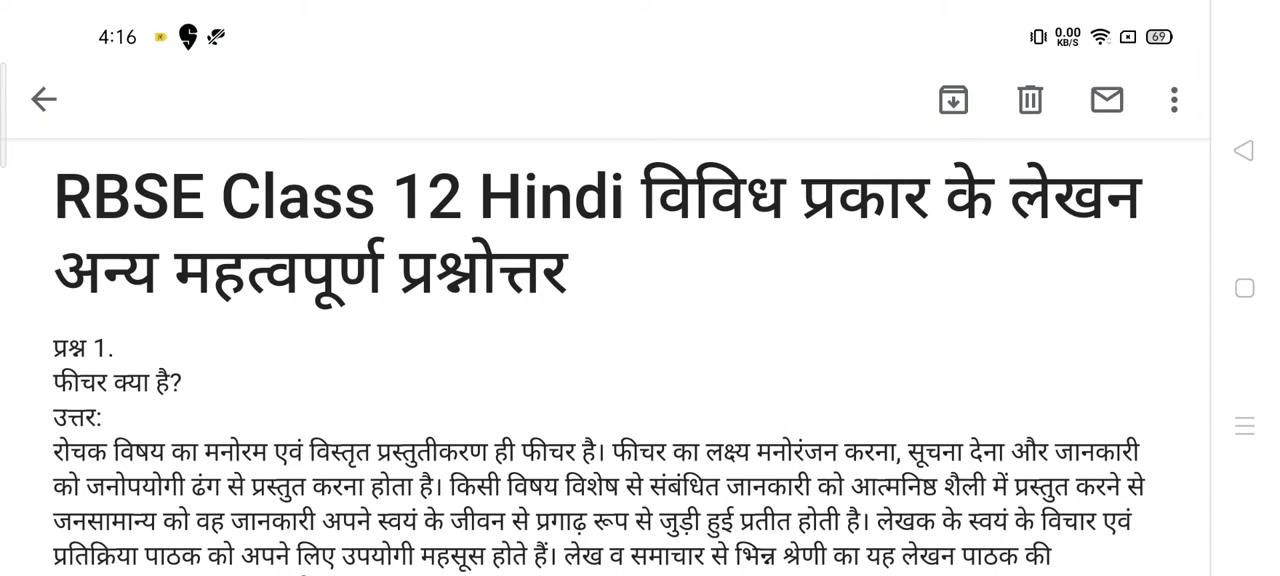 4:16
0.00
KB/S
69
RBSE Class 12 Hindi विविध प्रकार के लेखन
अन्य महत्वपूर्ण प्रश्नोत्तर
प्रश्न 1.
फीचर क्या है?
उत्तर:
रोचक विषय का मनोरम एवं विस्तृत प्रस्तुतीकरण ही फीचर है। फीचर का लक्ष्य मनोरंजन करना, सूचना देना और जानकारी
को जनोपयोगी ढंग से प्रस्तुत करना होता है। किसी विषय विशेष से संबंधित जानकारी को आत्मनिष्ठ शैली में प्रस्तुत करने से
जनसामान्य को वह जानकारी अपने स्वयं के जीवन से प्रगाढ़ रूप से जुड़ी हुई प्रतीत होती है। लेखक के स्वयं के विचार एवं
प्रतिक्रिया पाठक को अपने लिए उपयोगी महसूस होते हैं। लेख व समाचार से भिन्न श्रेणी का यह लेखन पाठक की